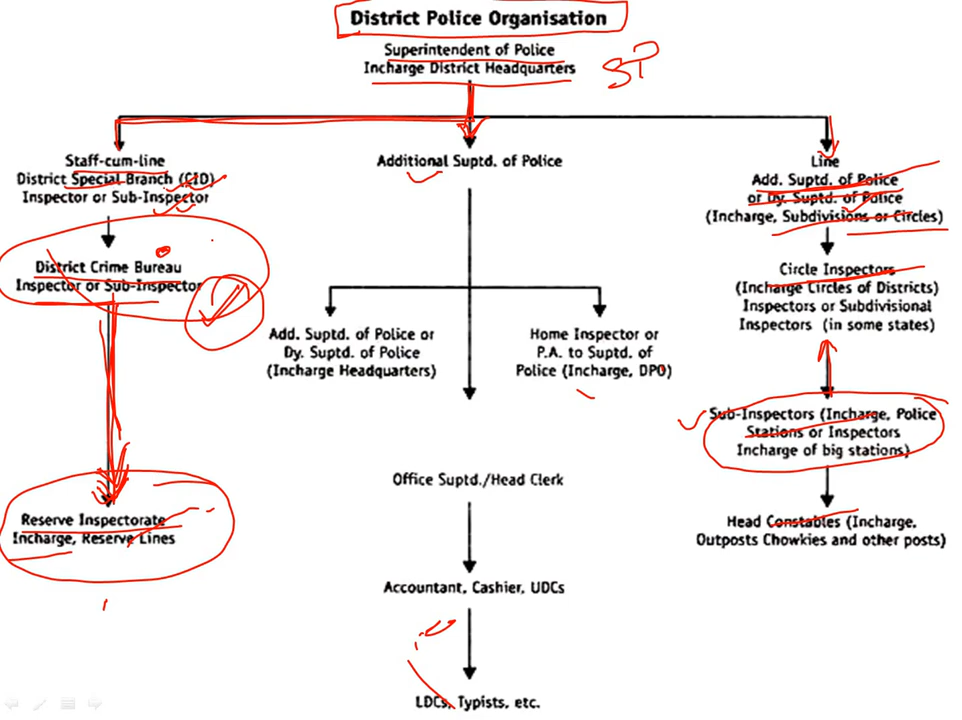 District Police Organisation
Superintendent of Police
Incharge District Headquarters
SP
Staff-cum-line
District Special Branch (CID)
Inspector or Sub-Inspector
District Crime Bureau
Inspector or Sub-Inspector
Reserve Inspectorate
Incharge, Reserve Lines
Additional Suptd. of Police
Add. Suptd. of Police or
Dy. Suptd. of Police
(Incharge Headquarters)
Home Inspector or
P.A. to Suptd. of
Police (Incharge, DPO)
Office Suptd./Head Clerk
Accountant, Cashier, UDCs
LDCs, Typists, etc.
Line
Add. Suptd. of Police
or Dy. Suptd. of Police
(Incharge, Subdivisions or Circles)
Circle Inspectors
(Incharge Circles of Districts)
Inspectors or Subdivisional
Inspectors (in some states)
Sub-Inspectors (Incharge, Police
Stations or Inspectors
Incharge of big stations)
Head Constables (Incharge,
Outposts Chowkies and other posts)